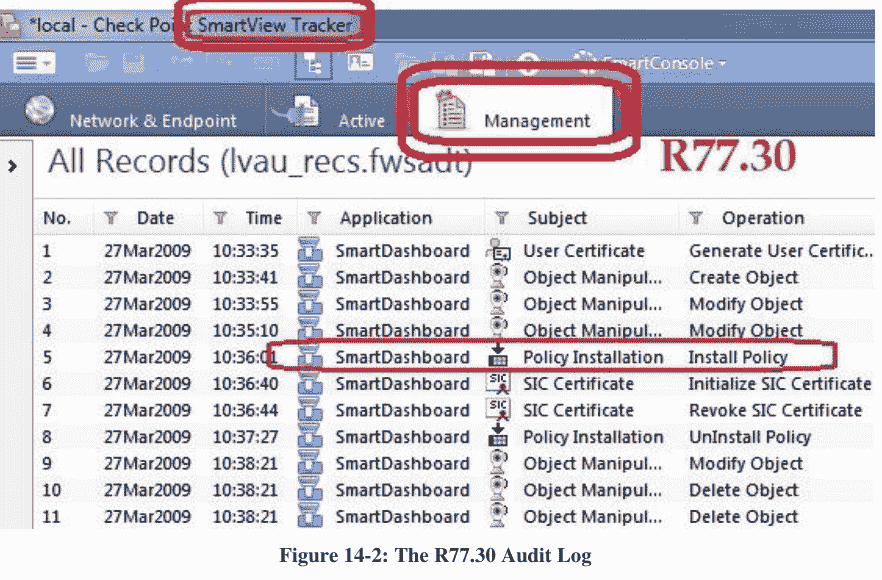 *local - Check Poi SmartView Tracker
SmartConsole
Network & Endpoint Active Management
All Records (lvau_recs.fwsadt) R77.30
No. Date Time Application Subject Operation
1 27Mar2009 10:33:35 SmartDashboard User Certificate Generate User Certific...
2 27Mar2009 10:33:41 SmartDashboard Object Manipul... Create Object
3 27Mar2009 10:33:55 SmartDashboard Object Manipul... Modify Object
4 27Mar2009 10:35:10 SmartDashboard Object Manipul... Modify Object
5 27Mar2009 10:36:01 SmartDashboard Policy Installation Install Policy
6 27Mar2009 10:36:40 SmartDashboard SIC SIC Certificate Initialize SIC Certificate
7 27Mar2009 10:36:44 SmartDashboard SIC SIC Certificate Revoke SIC Certificate
8 27Mar2009 10:37:27 SmartDashboard Policy Installation UnInstall Policy
9 27Mar2009 10:38:21 SmartDashboard Object Manipul... Modify Object
10 27Mar2009 10:38:21 SmartDashboard Object Manipul... Delete Object
11 27Mar2009 10:38:21 SmartDashboard Object Manipul... Delete Object
Figure 14-2: The R77.30 Audit Log